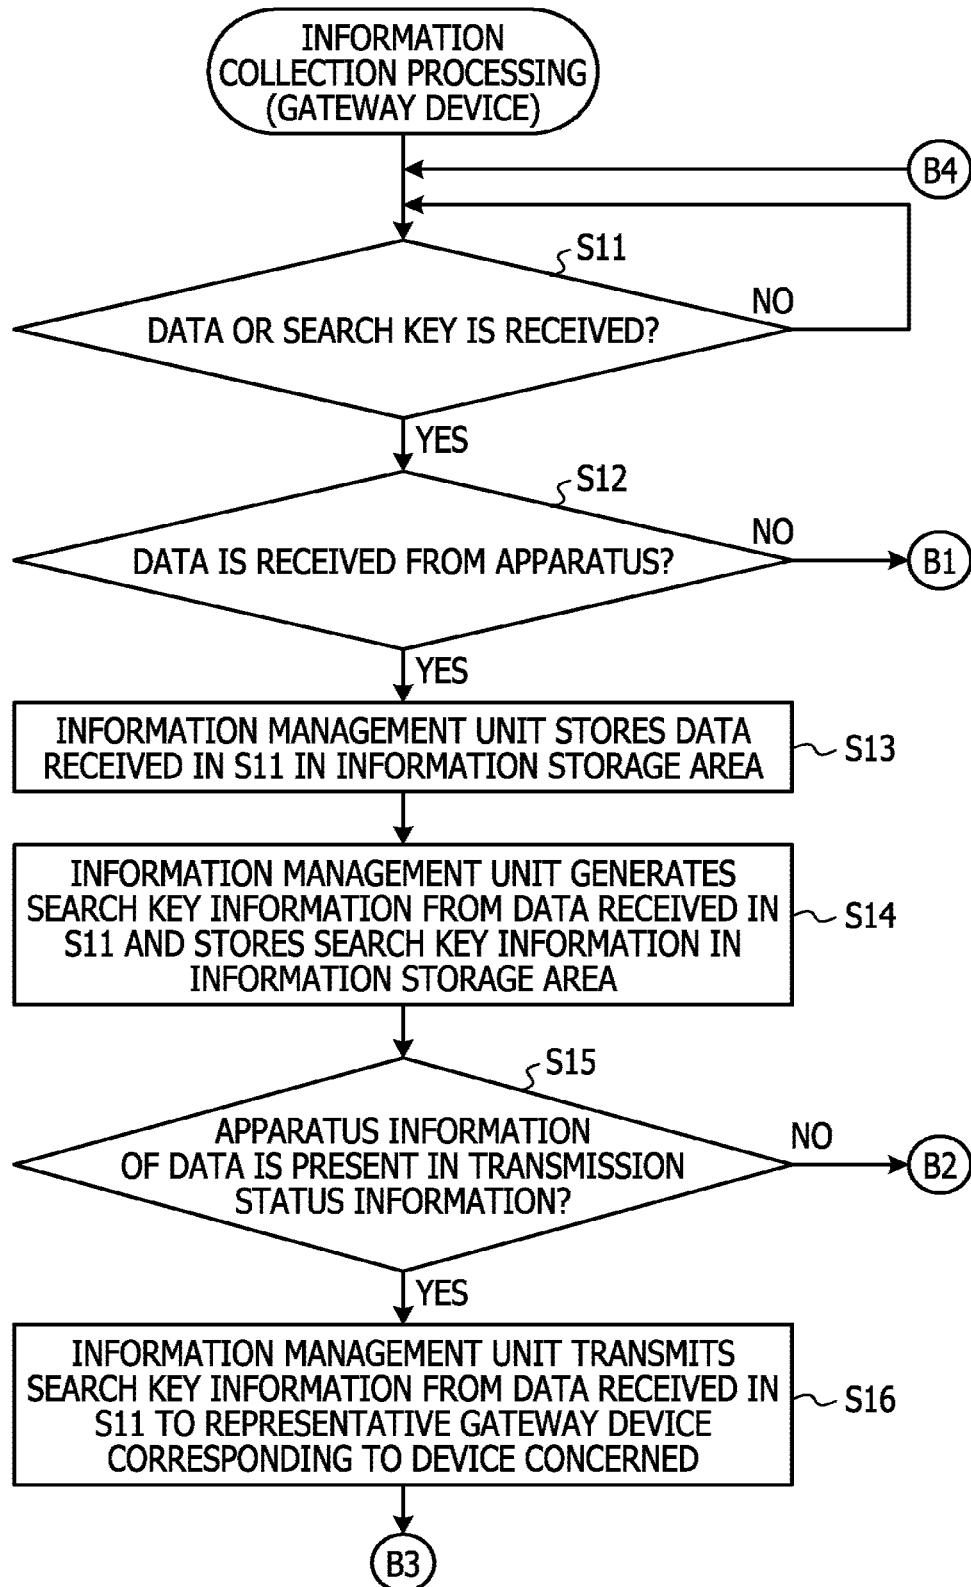 INFORMATION
COLLECTION PROCESSING
(GATEWAY DEVICE)
B4
S11
NO
DATA OR SEARCH KEY IS RECEIVED?
YES
S12
NO
DATA IS RECEIVED FROM APPARATUS?
B1
YES
INFORMATION MANAGEMENT UNIT STORES DATA
RECEIVED IN S11 IN INFORMATION STORAGE AREA
S13
INFORMATION MANAGEMENT UNIT GENERATES
SEARCH KEY INFORMATION FROM DATA RECEIVED IN
S11 AND STORES SEARCH KEY INFORMATION IN
INFORMATION STORAGE AREA
S14
S15
APPARATUS INFORMATION
OF DATA IS PRESENT IN TRANSMISSION
STATUS INFORMATION?
NO
B2
YES
INFORMATION MANAGEMENT UNIT TRANSMITS
SEARCH KEY INFORMATION FROM DATA RECEIVED IN
S11 TO REPRESENTATIVE GATEWAY DEVICE
CORRESPONDING TO DEVICE CONCERNED
S16
B3